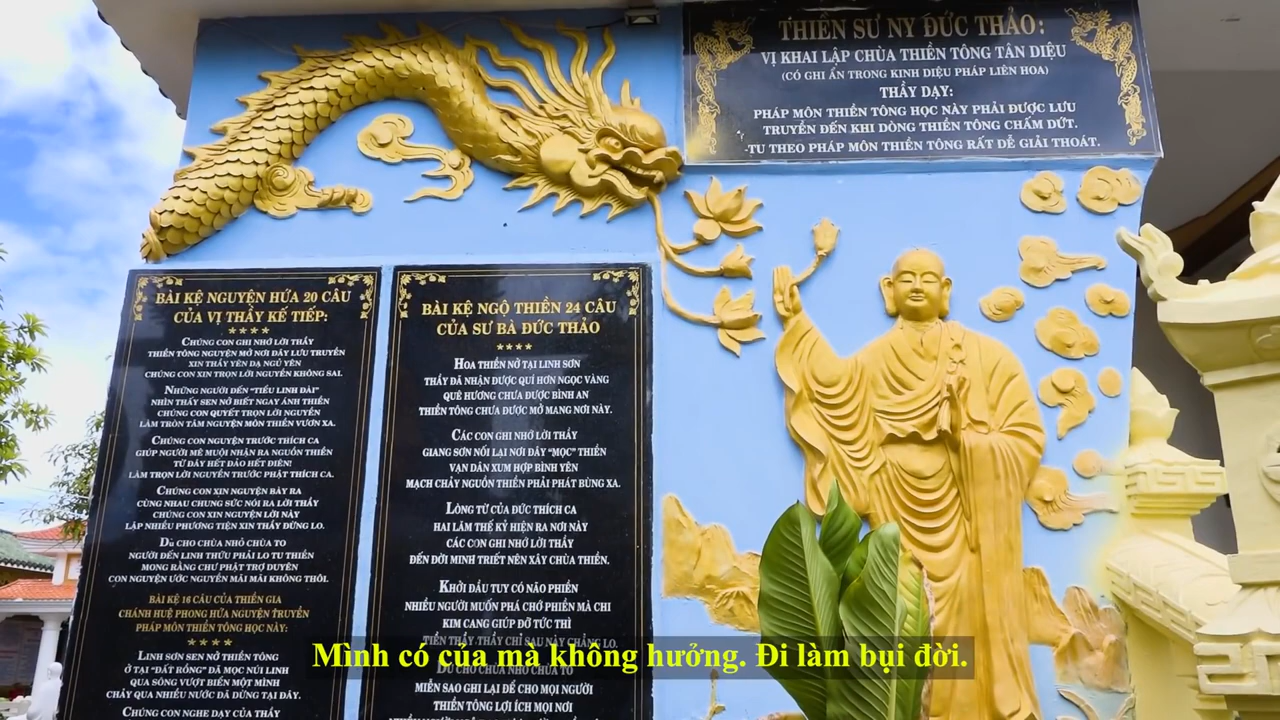 THIỀN SƯ NY ĐỨC THẢO:
VỊ KHAI LẬP CHÙA THIỀN TÔNG TÂN DIỆU
(CÓ GHI ẨN TRONG KINH DIỆU PHÁP LIÊN HOA)
THẦY DẠY:
PHÁP MÔN THIỀN TÔNG HỌC NÀY PHẢI ĐƯỢC LƯU
TRUYỀN ĐẾN KHI DÒNG THIỀN TÔNG CHẤM DỨT.
-TU THEO PHÁP MÔN THIỀN TÔNG RẤT DỄ GIẢI THOÁT.
BÀI KỆ NGUYỆN HỨA 20 CÂU
CỦA VỊ THẦY KẾ TIẾP:
****
CHÚNG CON GHI NHỚ LỜI THẦY
THIỀN TÔNG NGUYỆN MỞ NƠI ĐÂY LƯU TRUYỀN
XIN THẦY YÊN DẠ NGỦ YÊN
CHÚNG CON XIN TRỌN LỜI NGUYỀN KHÔNG SAI.
NHỮNG NGƯỜI ĐẾN "TIỂU LINH ĐÀI"
NHÌN THẤY SEN NỞ BIẾT NGAY ÁNH THIỀN
CHÚNG CON QUYẾT TRỌN LỜI NGUYỀN
LÀM TRÒN TÂM NGUYỆN MÔN THIỀN VƯƠN XA.
CHÚNG CON NGUYỆN TRƯỚC THÍCH CA
GIÚP NGƯỜI MÊ MUỘI NHẬN RA NGUỒN THIỀN
TỪ ĐÂY HẾT ĐẢO HẾT ĐIÊN!
LÀM TRỌN LỜI NGUYỀN TRƯỚC PHẬT THÍCH CA.
CHÚNG CON XIN NGUYỆN BÀY RA
CÙNG NHAU CHUNG SỨC NÓI RA LỜI THẦY
CHÚNG CON XIN NGUYỆN LỜI NÀY
LẬP NHIỀU PHƯƠNG TIỆN XIN THẦY ĐỪNG LO.
DÙ CHO CHÙA NHỎ CHÙA TO
NGƯỜI ĐẾN LINH THỨU PHẢI LO TU THIỀN
MONG RẰNG CHƯ PHẬT TRỢ DUYÊN
CON NGUYỆN ƯỚC NGUYỀN MÃI MÃI KHÔNG THÔI.
BÀI KỆ 16 CÂU CỦA THIỀN GIA
CHÁNH HUỆ PHONG HỨA NGUYỆN TRUYỀN
PHÁP MÔN THIỀN TÔNG HỌC NÀY:
****
LINH SƠN SEN NỞ THIỀN TÔNG
Ở TẠI "ĐẤT RỒNG" ĐÃ MỌC NÚI LINH
QUA SÔNG VƯỢT BIỂN MỘT MÌNH
CHẢY QUA NHIỀU NƯỚC ĐÃ DỪNG TẠI ĐÂY.
CHÚNG CON NGHE DẠY CỦA THẦY
BÀI KỆ NGỘ THIỀN 24 CÂU
CỦA SƯ BÀ ĐỨC THẢO
****
HOA THIỀN NỞ TẠI LINH SƠN
THẦY ĐÃ NHẬN ĐƯỢC QUÍ HƠN NGỌC VÀNG
QUÊ HƯƠNG CHƯA ĐƯỢC BÌNH AN
THIỀN TÔNG CHƯA ĐƯỢC MỞ MANG NƠI NÀY.
CÁC CON GHI NHỚ LỜI THẦY
GIANG SƠN NỐI LẠI NƠI ĐÂY "MỌC" THIỀN
VẠN DÂN XUM HỢP BÌNH YÊN
MẠCH CHẢY NGUỒN THIỀN PHẢI PHÁT BÙNG XA.
LÒNG TỪ CỦA ĐỨC THÍCH CA
HAI LĂM THẾ KỶ HIỆN RA NƠI NÀY
CÁC CON GHI NHỚ LỜI THẦY
ĐẾN ĐỜI MINH TRIẾT NÊN XÂY CHÙA THIỀN.
KHỞI ĐẦU TUY CÓ NÃO PHIỀN
NHIỀU NGƯỜI MUỐN PHÁ CHỚ PHIỀN MÀ CHI
KIM CANG GIÚP ĐỠ TỨC THÌ
TIÊN THẦY THẦY CHỈ SAU NÀY CHẲNG LO.
DÙ CHO CHÙA NHỎ CHÙA TO
MIỄN SAO GHI LẠI ĐỂ CHO MỌI NGƯỜI
THIỀN TÔNG LỢI ÍCH MỌI NƠI
Mình có của mà không hưởng. Đi làm bụi đời.